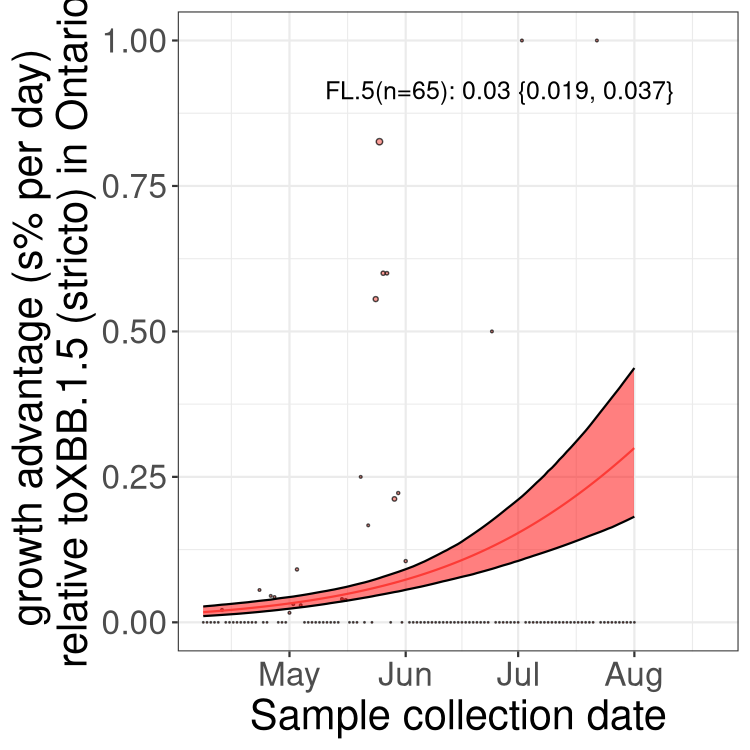 growth advantage (s% per day)
relative toXBB.1.5 (stricto) in Ontario
1.00
0.75
0.50
0.25
0.00
FL.5(n=65): 0.03 {0.019, 0.037}
May Jun Jul Aug
Sample collection date